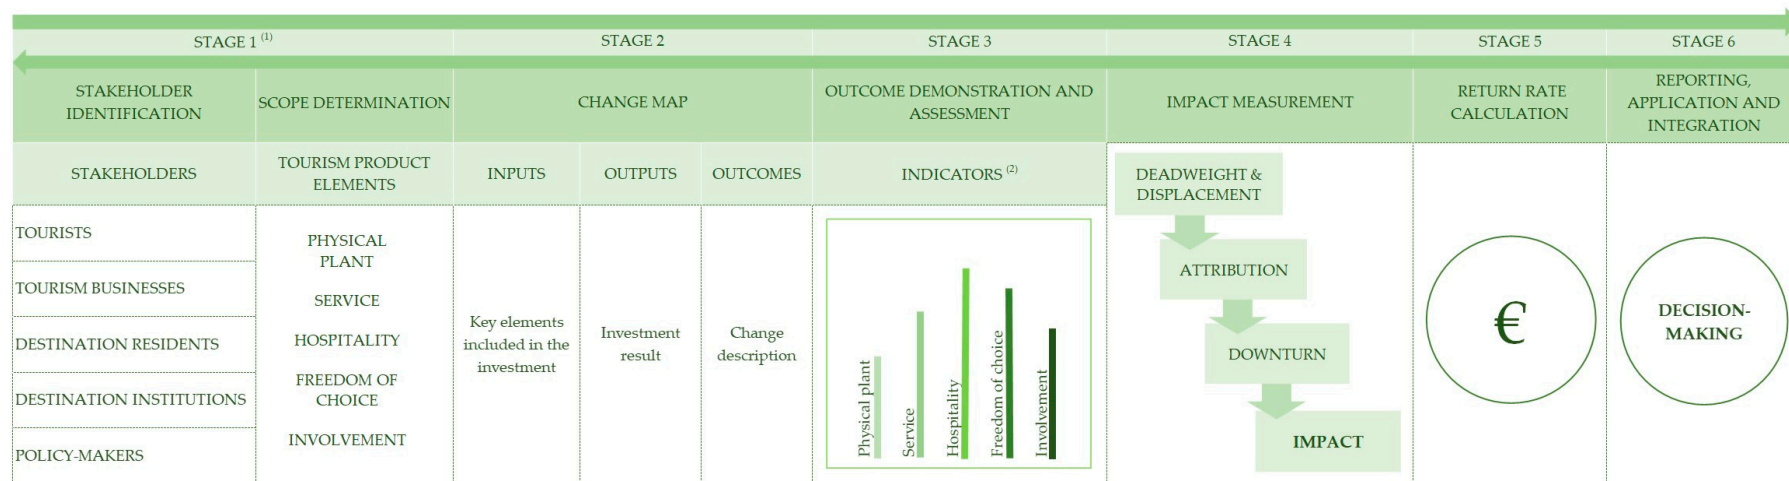 STAGE 1 (1)
STAGE 2
STAGE 3
STAGE 4
STAGE 5
STAGE 6
STAKEHOLDER
IDENTIFICATION
SCOPE DETERMINATION
CHANGE MAP
OUTCOME DEMONSTRATION AND
ASSESSMENT
IMPACT MEASUREMENT
RETURN RATE
CALCULATION
REPORTING,
APPLICATION AND
INTEGRATION
STAKEHOLDERS
TOURISM PRODUCT
ELEMENTS
INPUTS
OUTPUTS
OUTCOMES
INDICATORS (2)
TOURISTS
TOURISM BUSINESSES
DESTINATION RESIDENTS
DESTINATION INSTITUTIONS
POLICY-MAKERS
PHYSICAL
PLANT
SERVICE
HOSPITALITY
FREEDOM OF
CHOICE
INVOLVEMENT
Key elements
included in the
investment
Investment
result
Change
description
Physical plant
Service
Hospitality
Freedom of choice
Involvement
DEADWEIGHT &
DISPLACEMENT
ATTRIBUTION
DOWNTURN
IMPACT
€
DECISION-
MAKING